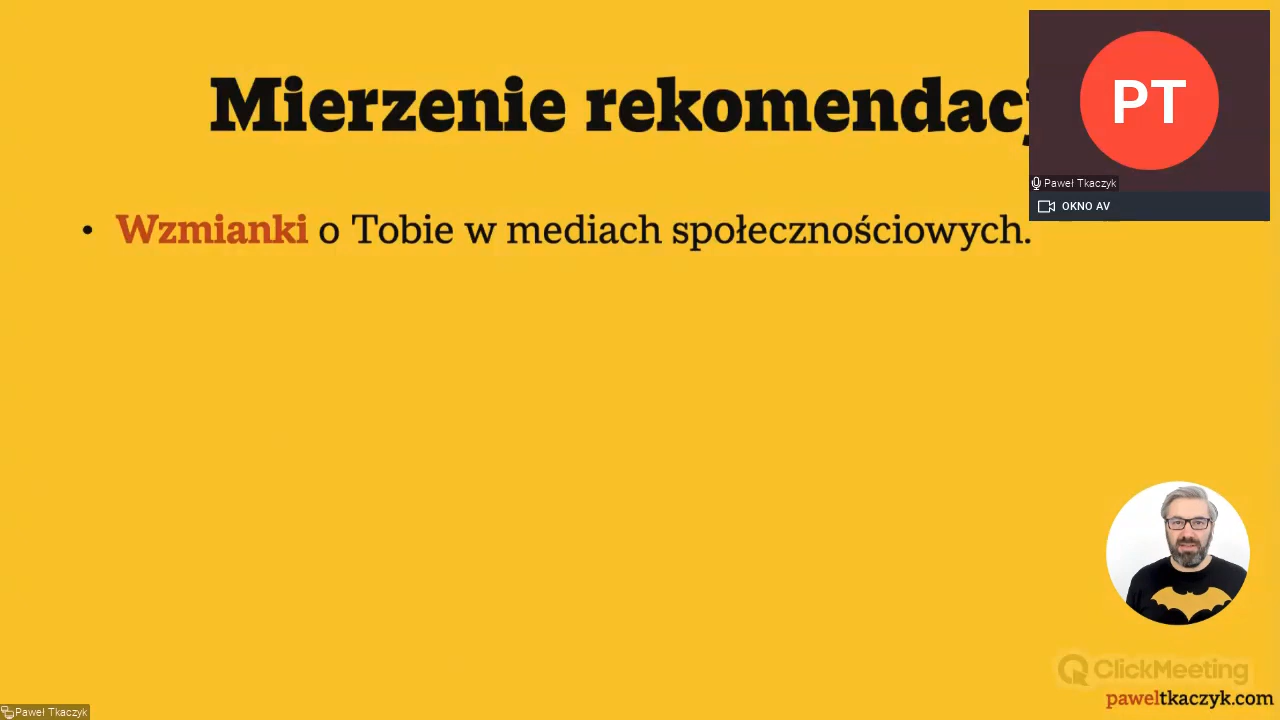 Mierzenie rekomendacj
PT
Paweł Tkaczyk
OKNO AV
• Wzmianki o Tobie w mediach społecznościowych.
ClickMeeting
paweltkaczyk.com
Paweł Tkaczyk